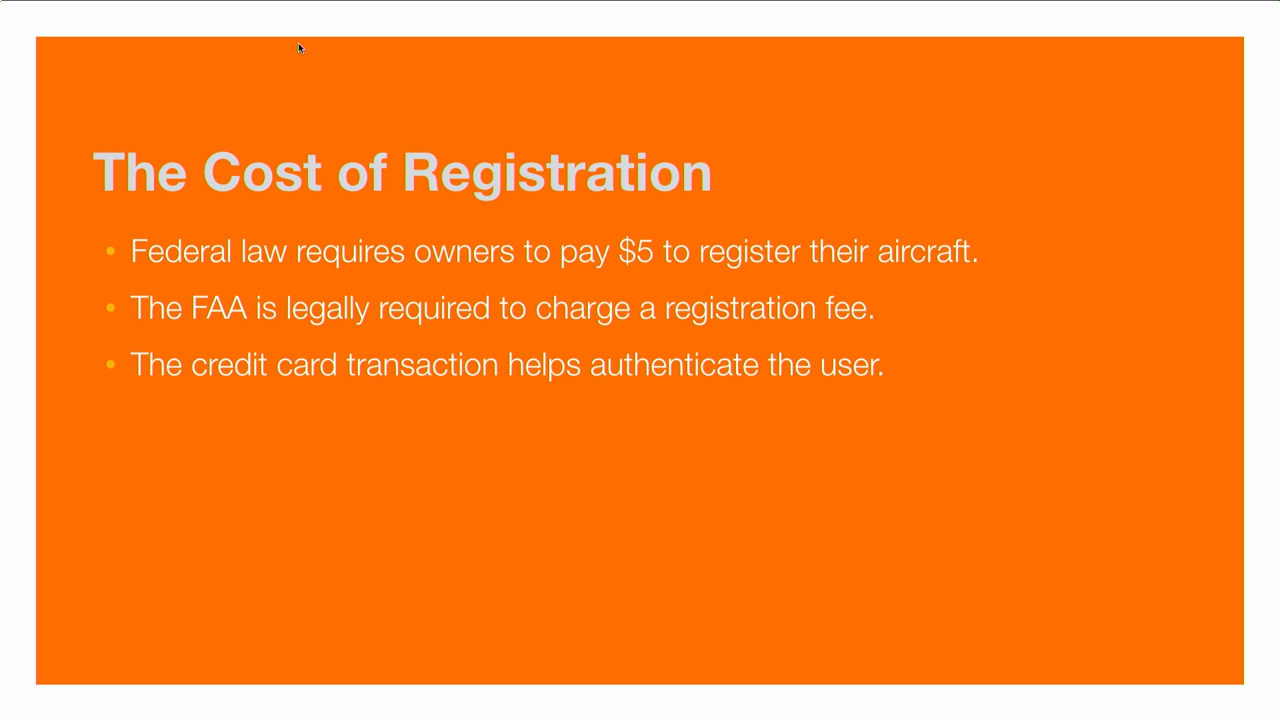 The Cost of Registration
• Federal law requires owners to pay $5 to register their aircraft.
• The FAA is legally required to charge a registration fee.
• The credit card transaction helps authenticate the user.